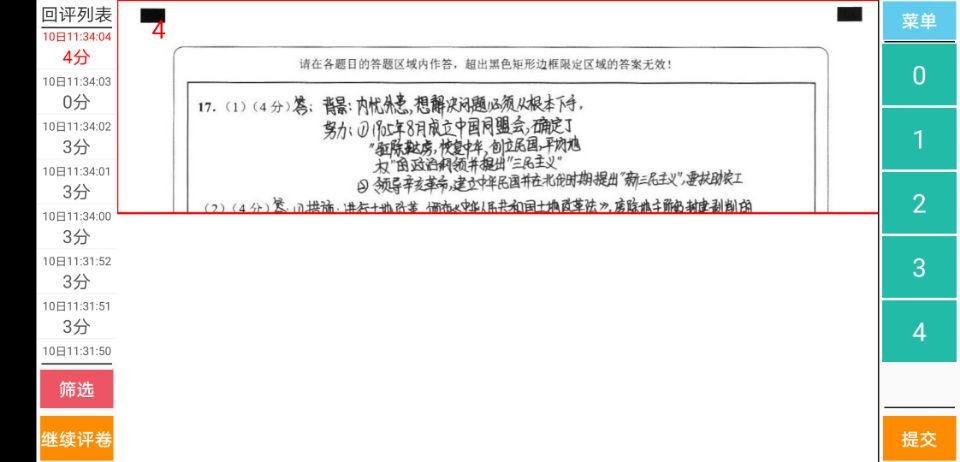 回评列表
10日11:34:04
4分
10日11:34:03
0分
10日11:34:02
3分
10日11:34:01
3分
10日11:34:00
3分
10日11:31:52
3分
10日11:31:51
3分
10日11:31:50
筛选
继续评卷
4
请在各题目的答题区域内作答，超出黑色矩形边框限定区域的答案无效！
17.（1）（4 分）答：背景：内忧外患，想解决问题必须从根本下手.
努力：①1905年8月成立中国同盟会，确定了
"驱除鞑虏，恢复中华，创立民国，平均地
权"的政治纲领并提出"三民主义"
② 领导辛亥革命，建立中华民国并在北伐时期提出"新三民主义"，要扶助农工
（2）（4 分）答：①措施：进行土地改革，颁布《中华人民共和国土地改革法》，废除地主阶级封建剥削的
菜单
0
1
2
3
4
提交